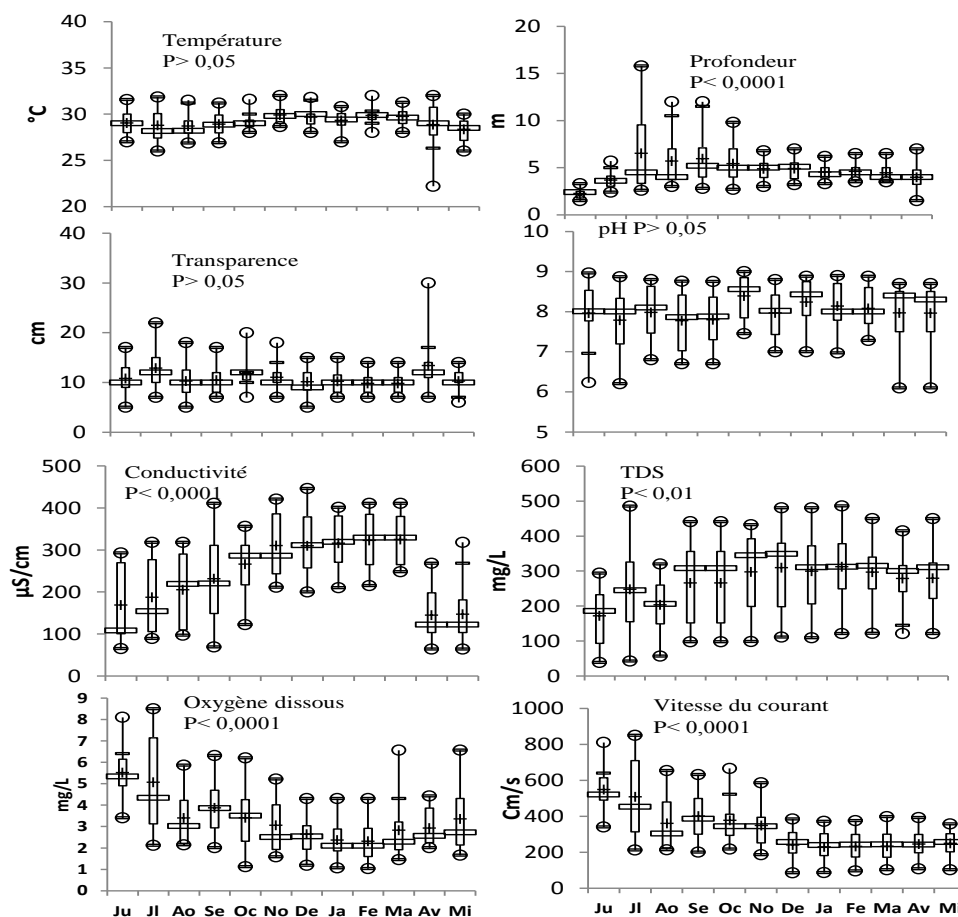 40
35
30
25
20
°C
Température
P> 0,05
20
15
10
5
0
m
Profondeur
P< 0,0001
40
30
20
10
0
cm
Transparence
P> 0,05
9
8
7
6
5
pH P> 0,05
500
400
300
200
100
0
µS/cm
Conductivité
P< 0,0001
600
500
400
300
200
100
0
mg/L
TDS
P< 0,01
9
8
7
6
5
4
3
2
1
0
mg/L
Oxygène dissous
P< 0,0001
Ju Jl Ao Se Oc No De Ja Fe Ma Av Mi
1000
800
600
400
200
0
Cm/s
Vitesse du courant
P< 0,0001
Ju Jl Ao Se Oc No De Ja Fe Ma Av Mi